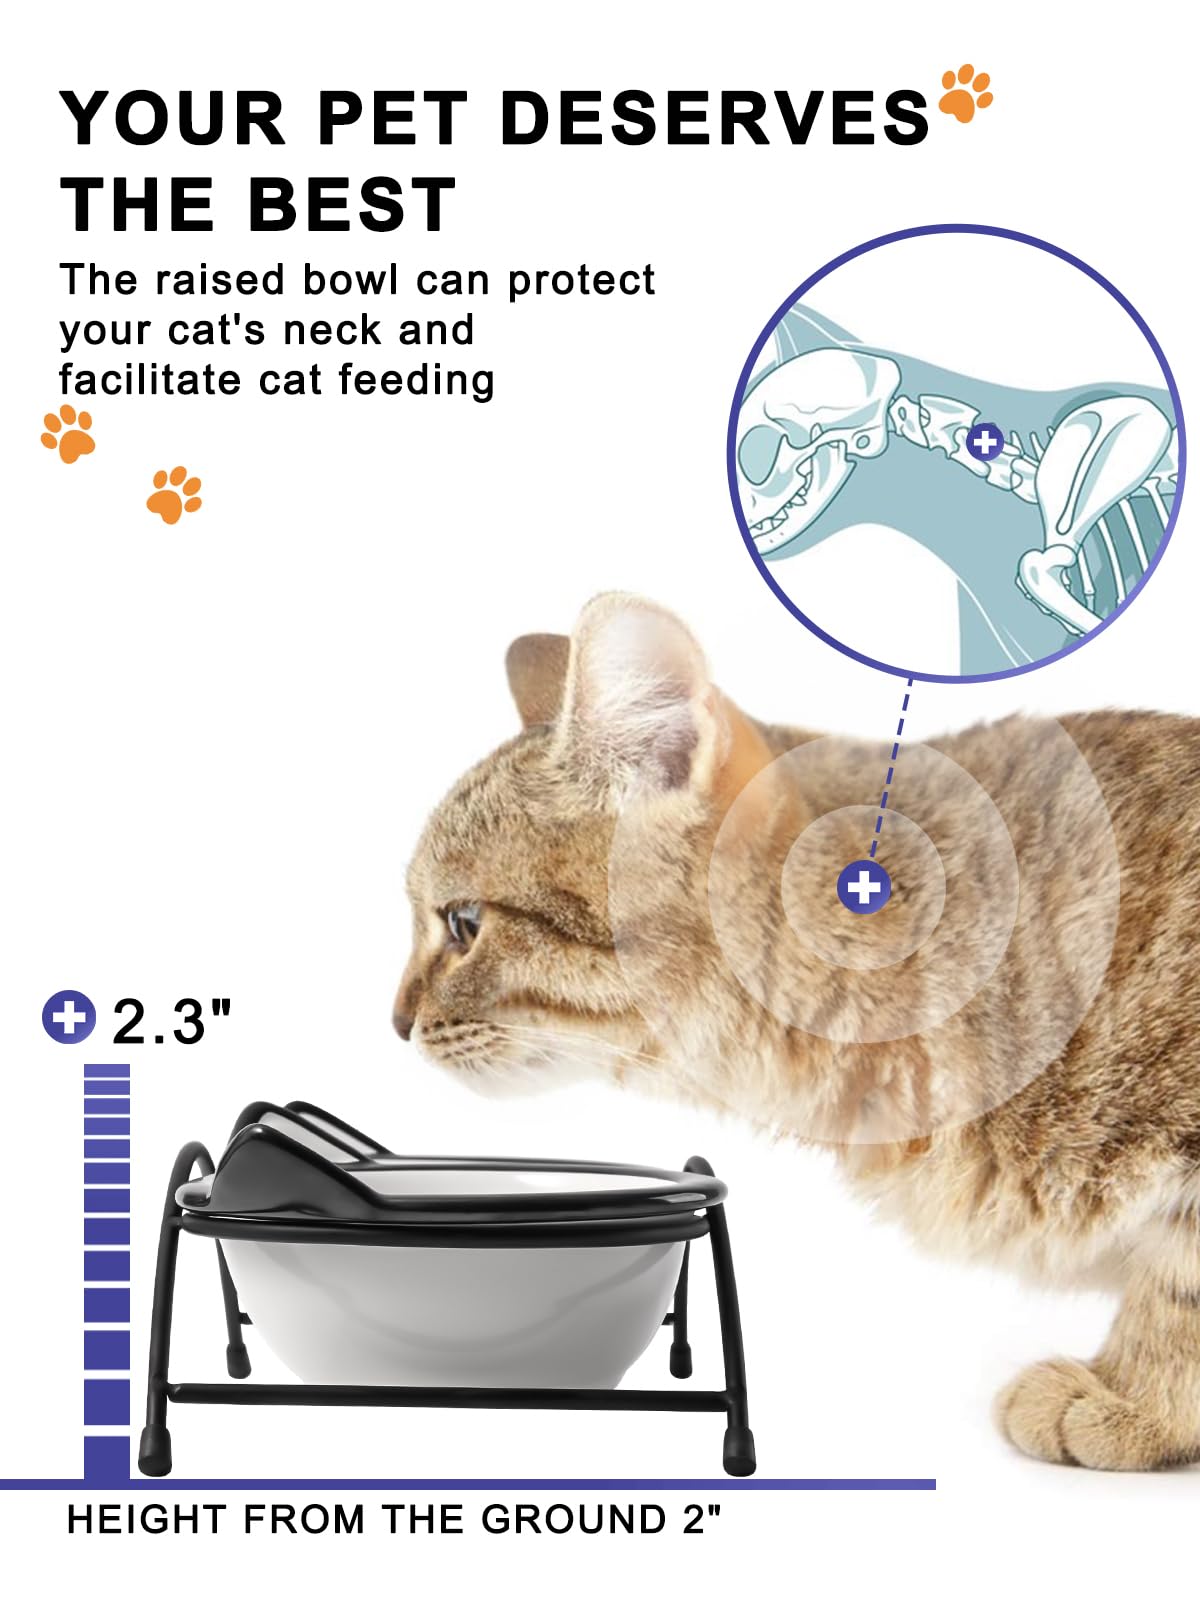 YOUR PET DESERVES
THE BEST
The raised bowl can protect
your cat's neck and
facilitate cat feeding
2.3"
HEIGHT FROM THE GROUND 2"